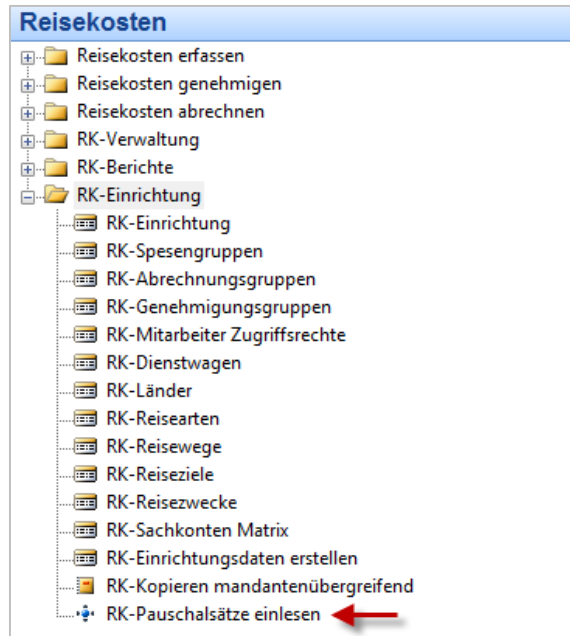 Reisekosten
Reisekosten erfassen
Reisekosten genehmigen
Reisekosten abrechnen
RK-Verwaltung
RK-Berichte
RK-Einrichtung
RK-Einrichtung
RK-Spesengruppen
RK-Abrechnungsgruppen
RK-Genehmigungsgruppen
RK-Mitarbeiter Zugriffsrechte
RK-Dienstwagen
RK-Länder
RK-Reisearten
RK-Reisewege
RK-Reiseziele
RK-Reisezwecke
RK-Sachkonten Matrix
RK-Einrichtungsdaten erstellen
RK-Kopieren mandantenübergreifend
RK-Pauschalsätze einlesen